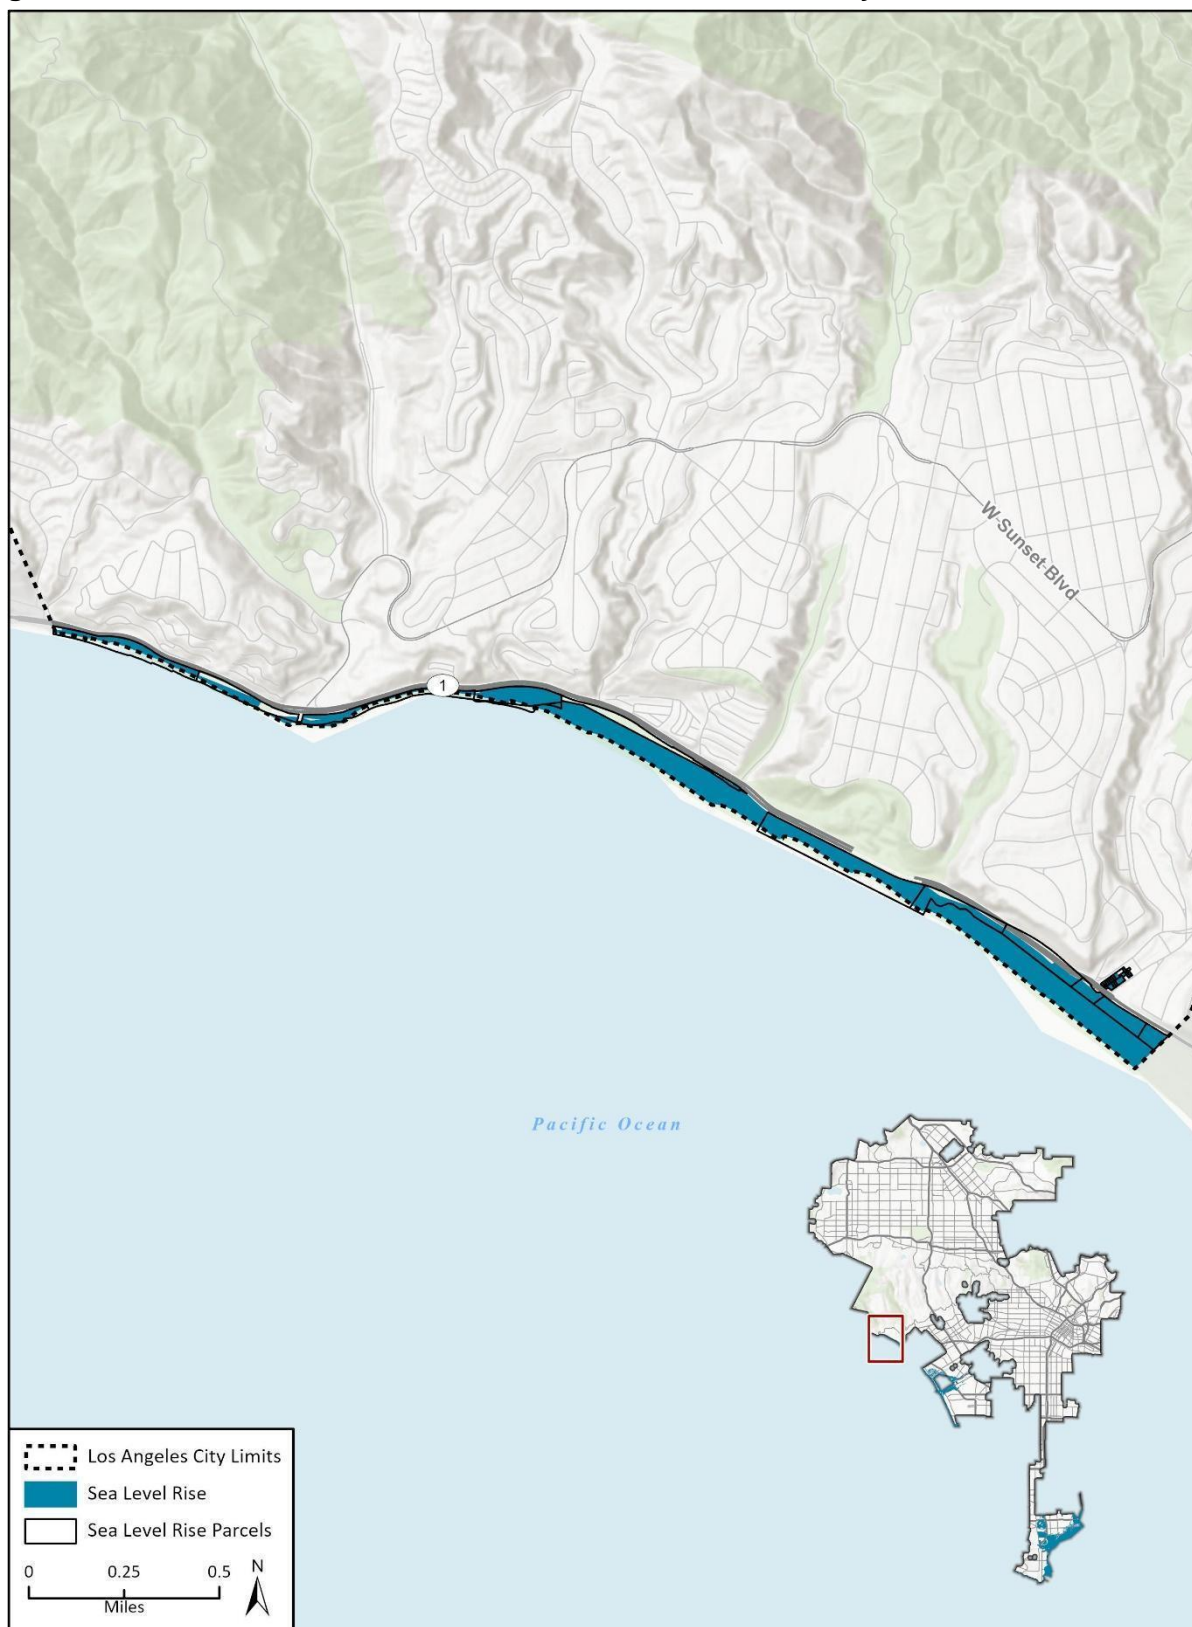 W Sunset Blvd
1
Pacific Ocean
Los Angeles City Limits
Sea Level Rise
Sea Level Rise Parcels
0 0.25 0.5
Miles
N